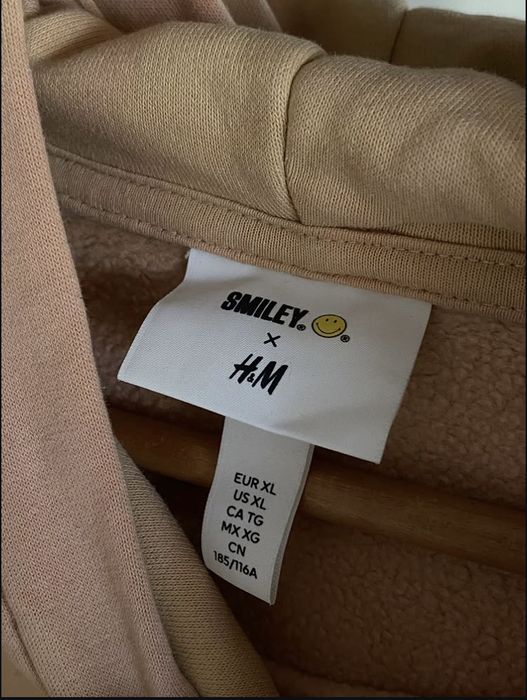 SMILEY®
®
×
H&M
EUR XL
US XL
CA TG
MX XG
CN
185/116A